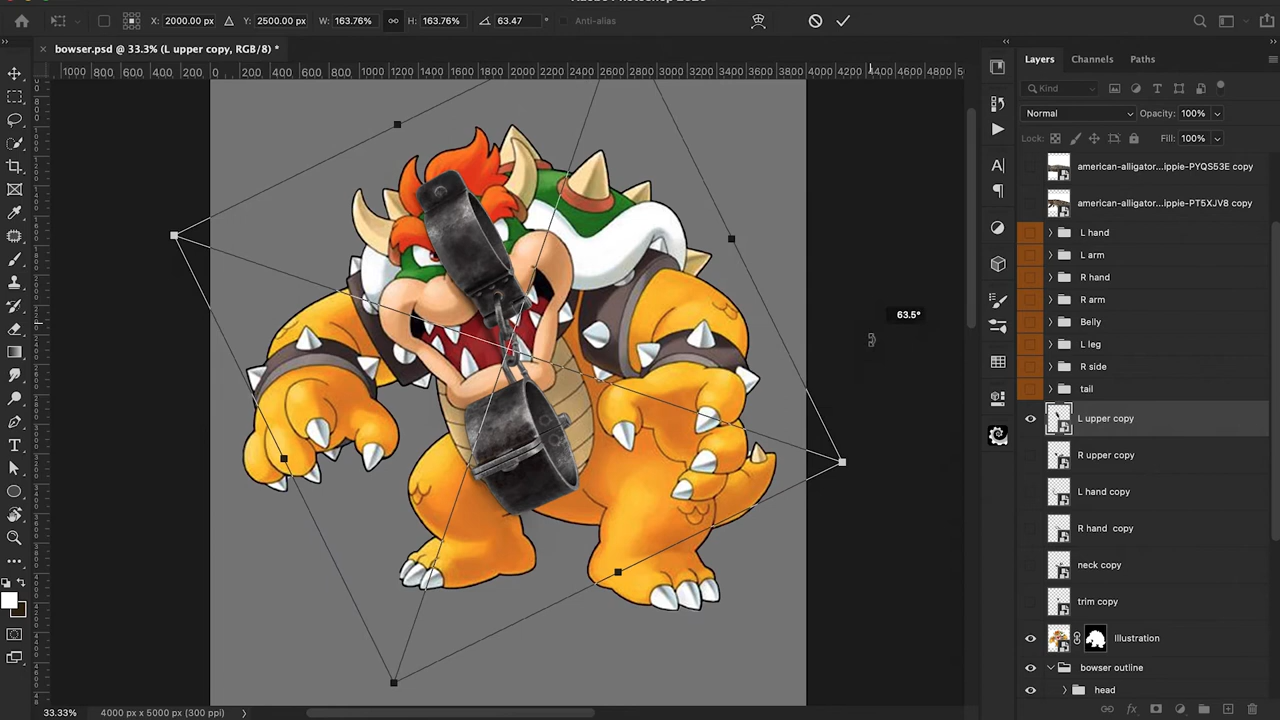 X: 2000.00 px Y: 2500.00 px W: 163.76% H: 163.76% 63.47 ° Anti-alias
× bowser.psd @ 33.3% (L upper copy, RGB/8) *
1000 800 600 400 200 0 200 400 600 800 1000 1200 1400 1600 1800 2000 2200 2400 2600 2800 3000 3200 3400 3600 3800 4000 4200 4400 4600 4800
Layers Channels Paths
Kind
Normal Opacity: 100%
Lock: Fill: 100%
american-alligator...ippie-PYQS53E copy
american-alligator...ippie-PT5XJV8 copy
L hand
L arm
R hand
R arm
Belly
L leg
R side
tail
L upper copy
R upper copy
L hand copy
R hand copy
neck copy
trim copy
Illustration
bowser outline
head
63.5°
33.33% 4000 px x 5000 px (300 ppi)